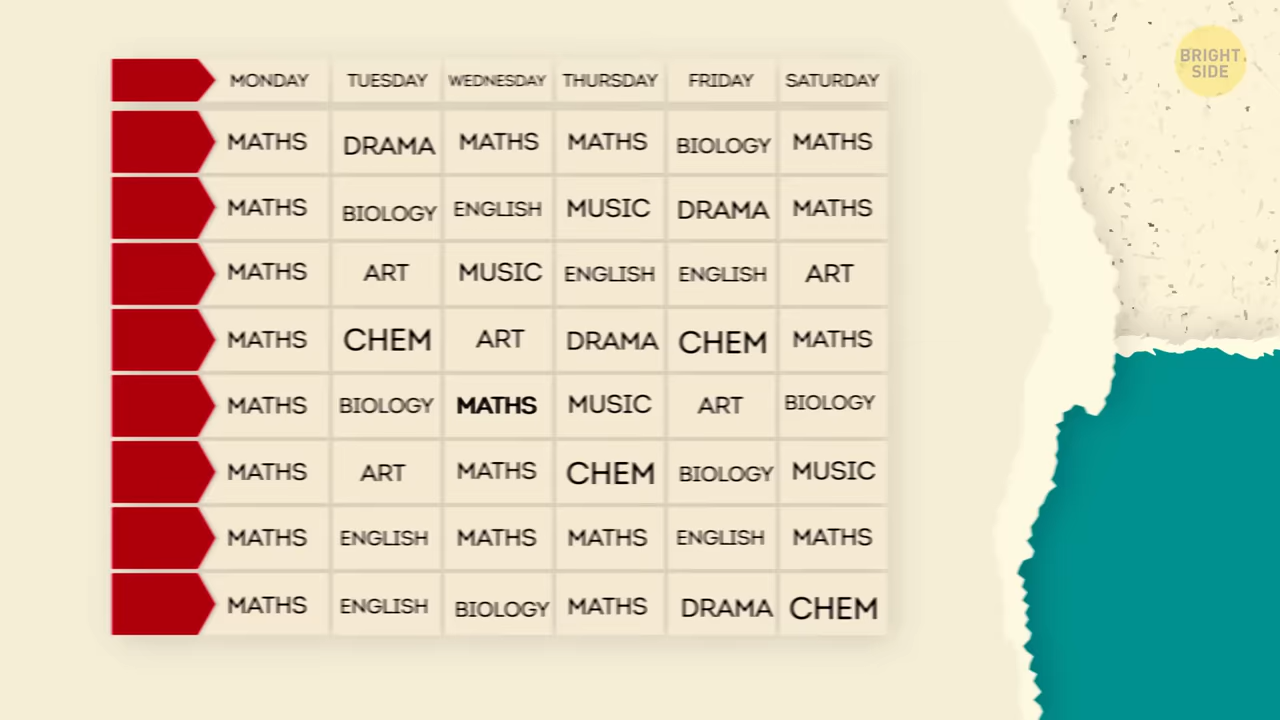 BRIGHT
SIDE
MONDAY TUESDAY WEDNESDAY THURSDAY FRIDAY SATURDAY
MATHS DRAMA MATHS MATHS BIOLOGY MATHS
MATHS BIOLOGY ENGLISH MUSIC DRAMA MATHS
MATHS ART MUSIC ENGLISH ENGLISH ART
MATHS CHEM ART DRAMA CHEM MATHS
MATHS BIOLOGY MATHS MUSIC ART BIOLOGY
MATHS ART MATHS CHEM BIOLOGY MUSIC
MATHS ENGLISH MATHS MATHS ENGLISH MATHS
MATHS ENGLISH BIOLOGY MATHS DRAMA CHEM